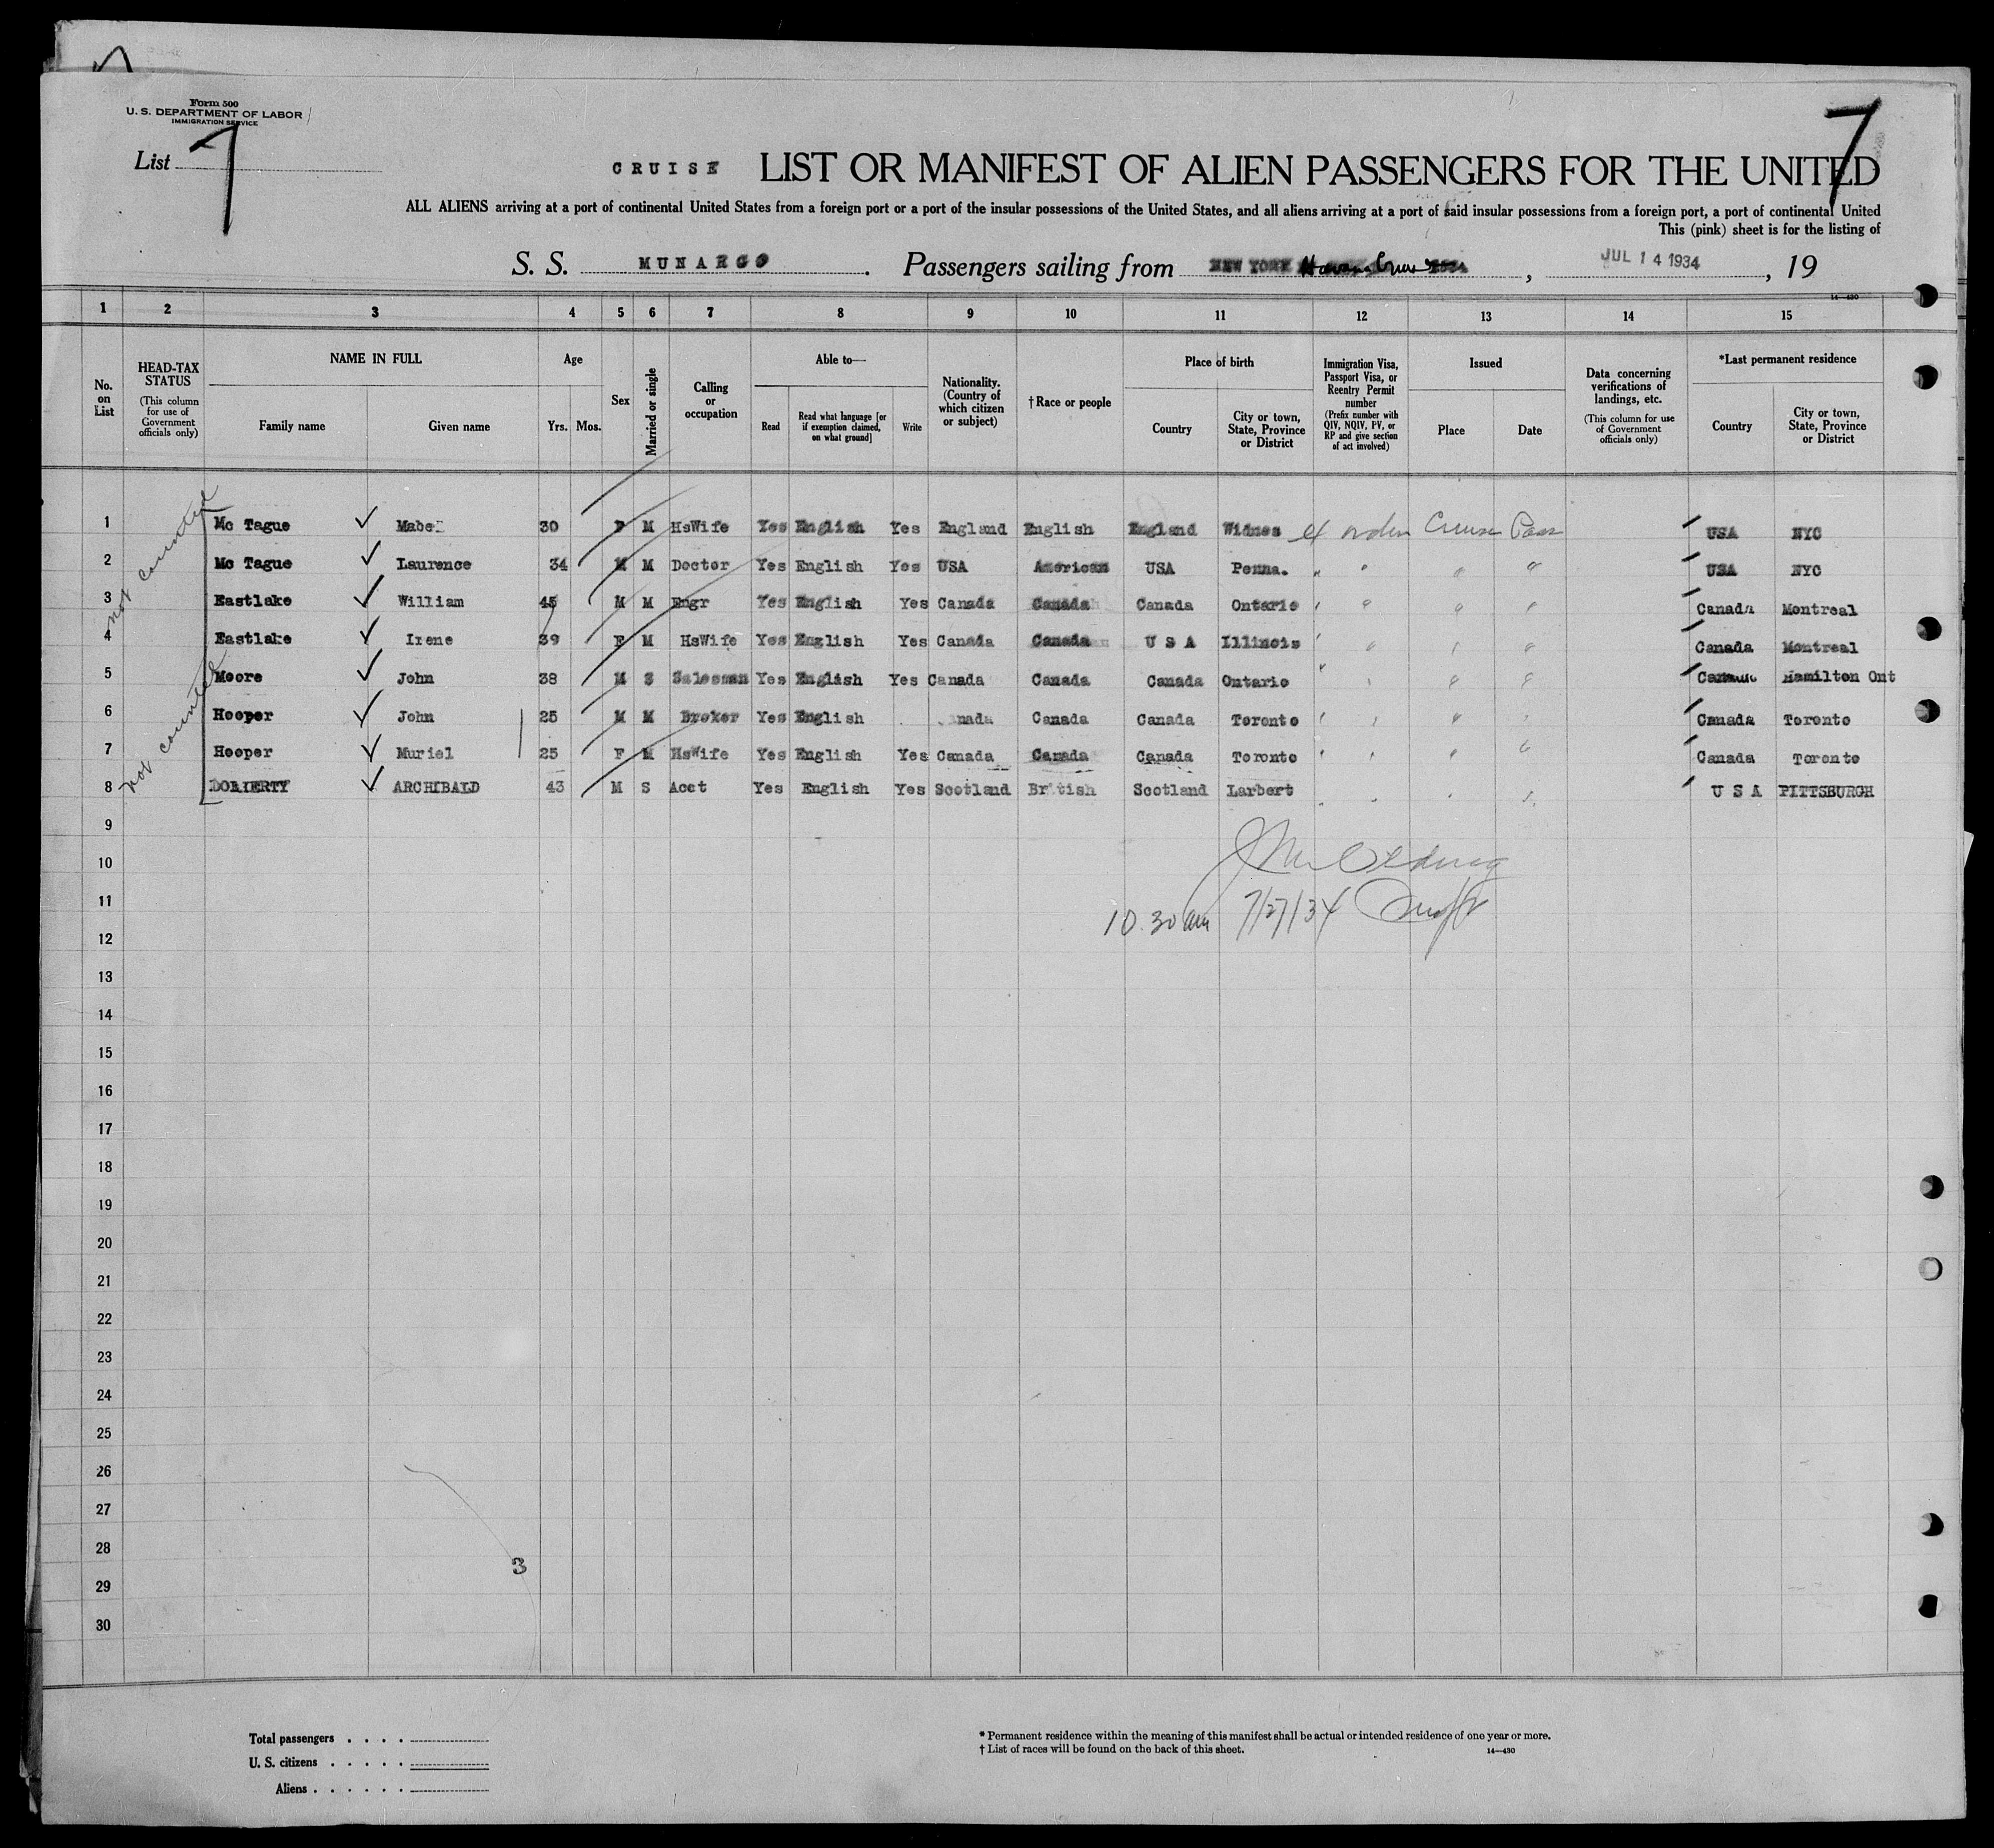 Form 500
U. S. DEPARTMENT OF LABOR
IMMIGRATION SERVICE
List 7
7
CRUISE LIST OR MANIFEST OF ALIEN PASSENGERS FOR THE UNITED
ALL ALIENS arriving at a port of continental United States from a foreign port or a port of the insular possessions of the United States, and all aliens arriving at a port of said insular possessions from a foreign port, a port of continental United
This (pink) sheet is for the listing of
S. S. MUNARGO. Passengers sailing from NEW YORK Havana Cruise, JUL 14 1934, 19
14—430
1 2 3 4 5 6 7 8 9 10 11 12 13 14 15
No. on List
HEAD-TAX STATUS
(This column for use of Government officials only)
NAME IN FULL
Family name Given name
Age
Yrs. Mos.
Sex
Married or single
Calling or occupation
Able to—
Read
Read what language [or if exemption claimed, on what ground]
Write
Nationality. (Country of which citizen or subject)
†Race or people
Place of birth
Country
City or town, State, Province or District
Immigration Visa, Passport Visa, or Reentry Permit number
(Prefix number with QIV, NQIV, PV, or RP and give section of act involved)
Issued
Place Date
Data concerning verifications of landings, etc.
(This column for use of Government officials only)
*Last permanent residence
Country
City or town, State, Province or District
not counted
not counted
1 Mc Tague Mabel 30 F M HsWife Yes English Yes England English England Widnes Cruise Pass USA NYC
2 Mc Tague Laurence 34 M M Doctor Yes English Yes USA American USA Penna. " " " " USA NYC
3 Eastlake William 45 M M Engr Yes English Yes Canada Canada Canada Ontario " " " " Canada Montreal
4 Eastlake Irene 39 F M HsWife Yes English Yes Canada Canada U S A Illinois " " " " Canada Montreal
5 Moore John 38 M S Salesman Yes English Yes Canada Canada Canada Ontario " " " " Canada Hamilton Ont
6 Hooper John 25 M M Broker Yes English Canada Canada Canada Toronto " " " " Canada Toronto
7 Hooper Muriel 25 F M HsWife Yes English Yes Canada Canada Canada Toronto " " " " Canada Toronto
8 DOHERTY ARCHIBALD 43 M S Acct Yes English Yes Scotland British Scotland Larbert " " " " U S A PITTSBURGH
9
10
11
10.30 am 7/27/34
12
13
14
15
16
17
18
19
20
21
22
23
24
25
26
27
28
3
29
30
Total passengers . . . .
U. S. citizens . . . . .
Aliens . . . . . .
* Permanent residence within the meaning of this manifest shall be actual or intended residence of one year or more.
† List of races will be found on the back of this sheet.
14—430